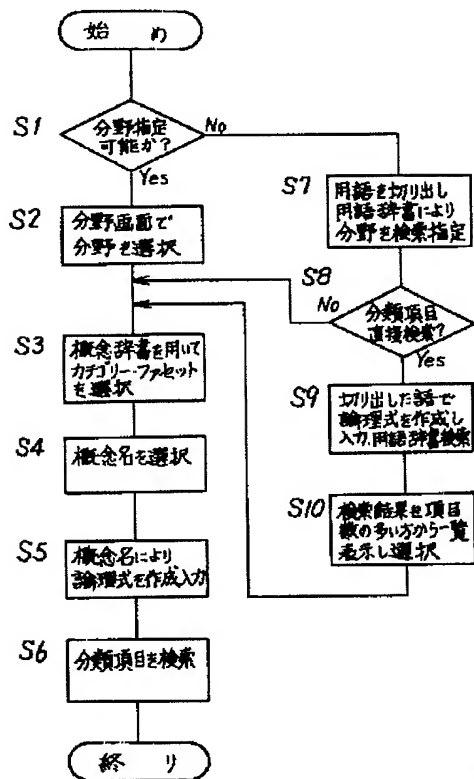 始 め
S1
分野指定
可能か?
No
Yes
S2
分野画面で
分野を選択
S3
概念辞書を用いて
カテゴリー・ファセット
を選択
S4
概念名を選択
S5
概念名により
論理式を作成入力
S6
分類項目を検索
終 り
S7
用語を切り出し
用語辞書により
分野を検索指定
S8
No
分類項目
直接検索?
Yes
S9
切り出した語で
論理式を作成し
入力、用語辞書検索
S10
検索結果を項目
数の多い方から一覧
表示し選択